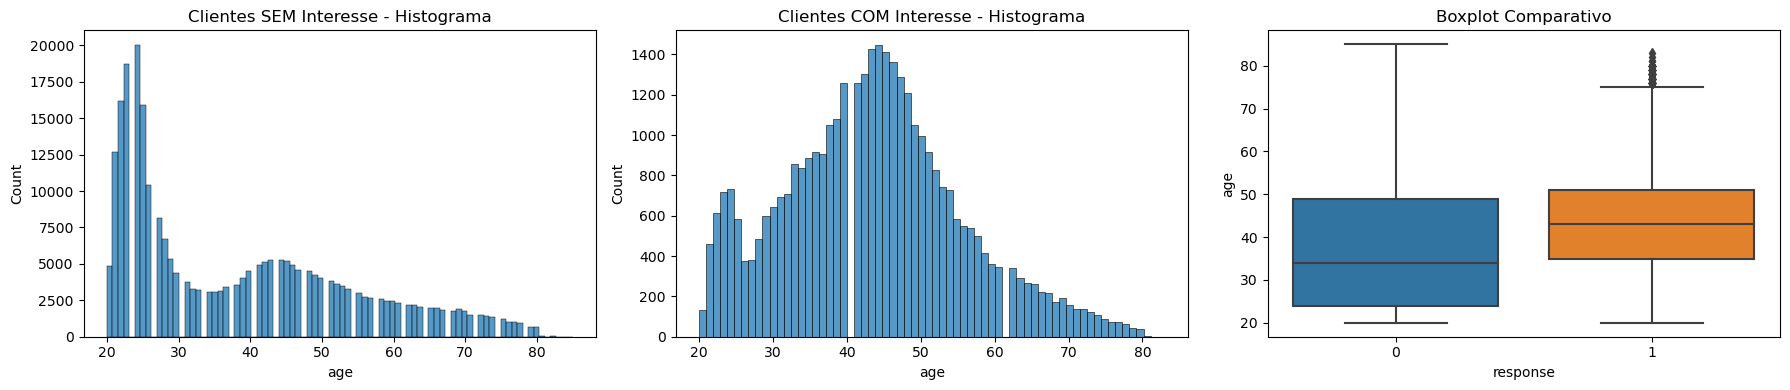 Clientes SEM Interesse - Histograma
20000
17500
15000
12500
10000
7500
5000
2500
0
Count
20 30 40 50 60 70 80
age
Clientes COM Interesse - Histograma
1400
1200
1000
800
600
400
200
0
Count
20 30 40 50 60 70 80
age
Boxplot Comparativo
80
70
60
50
40
30
20
age
0 1
response